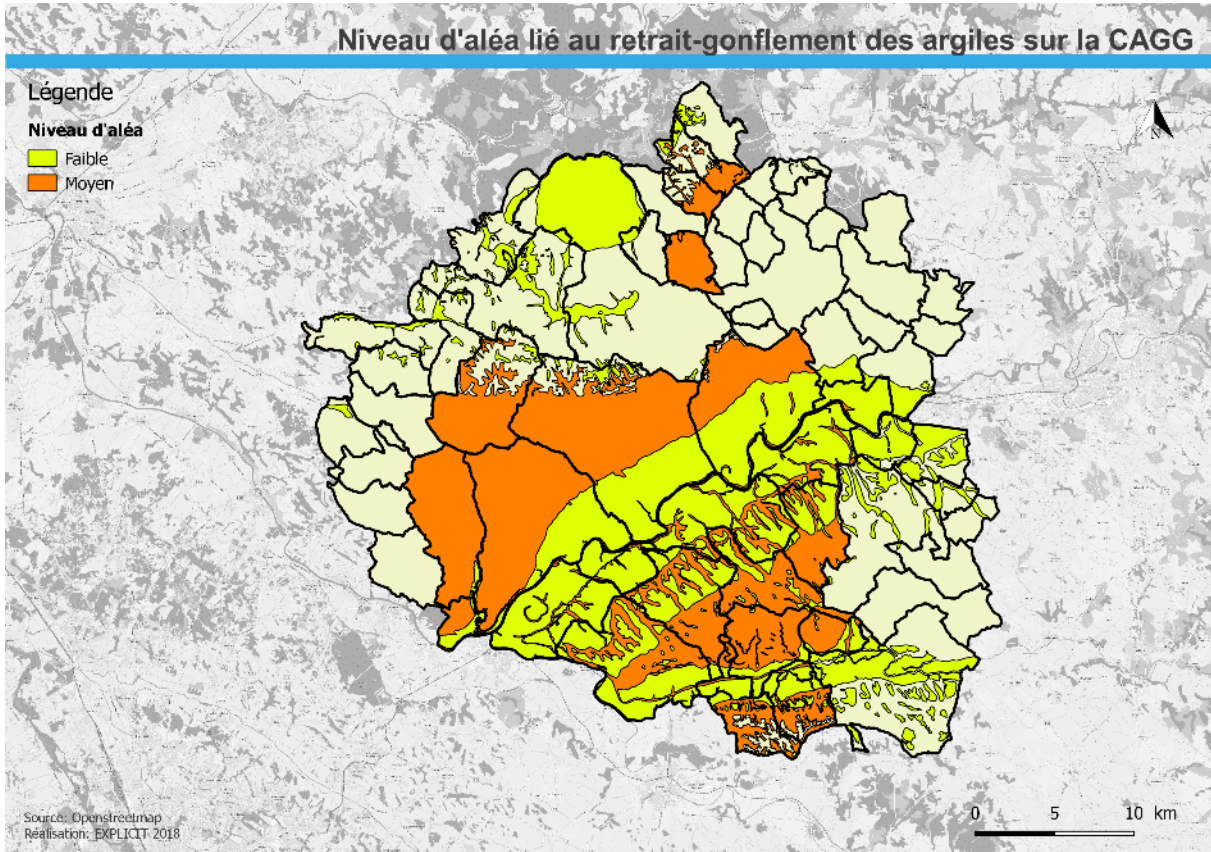 Niveau d'aléa lié au retrait-gonflement des argiles sur la CAGG
Légende
Niveau d'aléa
Faible
Moyen
N
Source: Openstreetmap
Réalisation: EXPLICIT 2018
0 5 10 km